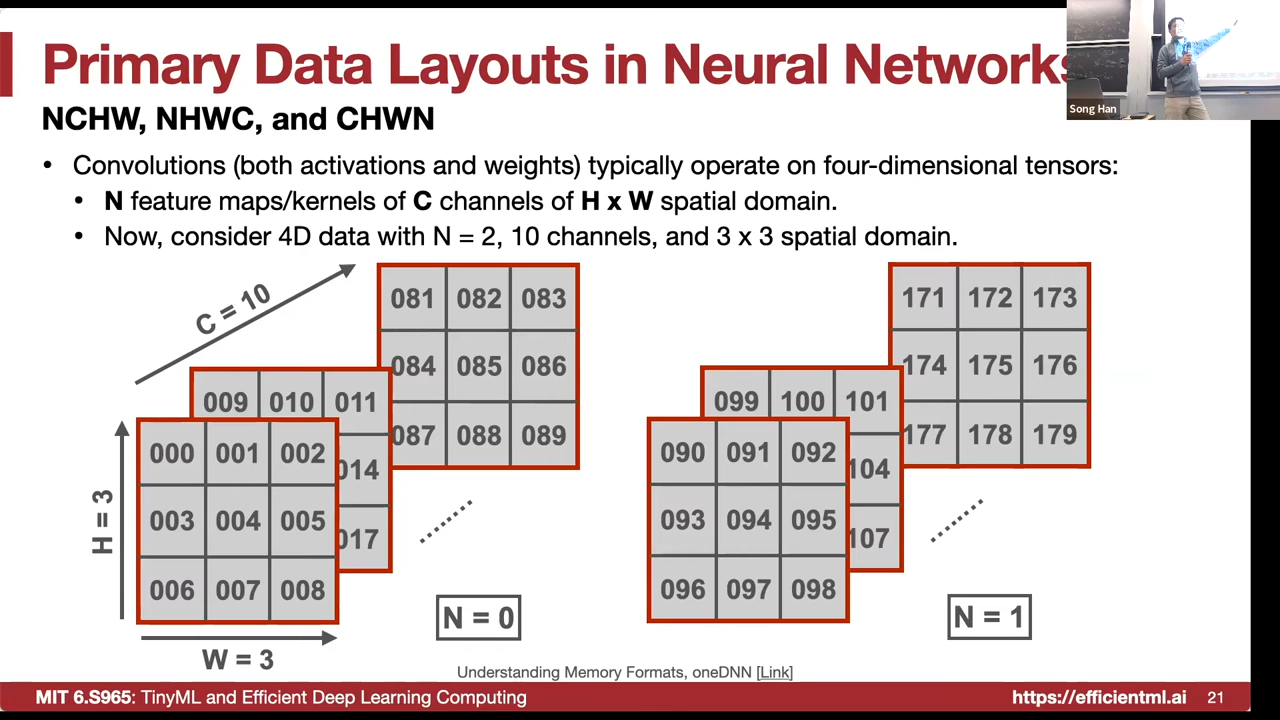 Primary Data Layouts in Neural Networks
NCHW, NHWC, and CHWN
• Convolutions (both activations and weights) typically operate on four-dimensional tensors:
• N feature maps/kernels of C channels of H x W spatial domain.
• Now, consider 4D data with N = 2, 10 channels, and 3 x 3 spatial domain.
Song Han
C = 10
081 082 083
084 085 086
087 088 089
009 010 011
014
017
000 001 002
003 004 005
006 007 008
H = 3
W = 3
N = 0
171 172 173
174 175 176
177 178 179
099 100 101
104
107
090 091 092
093 094 095
096 097 098
N = 1
Understanding Memory Formats, oneDNN [Link]
MIT 6.S965: TinyML and Efficient Deep Learning Computing
https://efficientml.ai
21